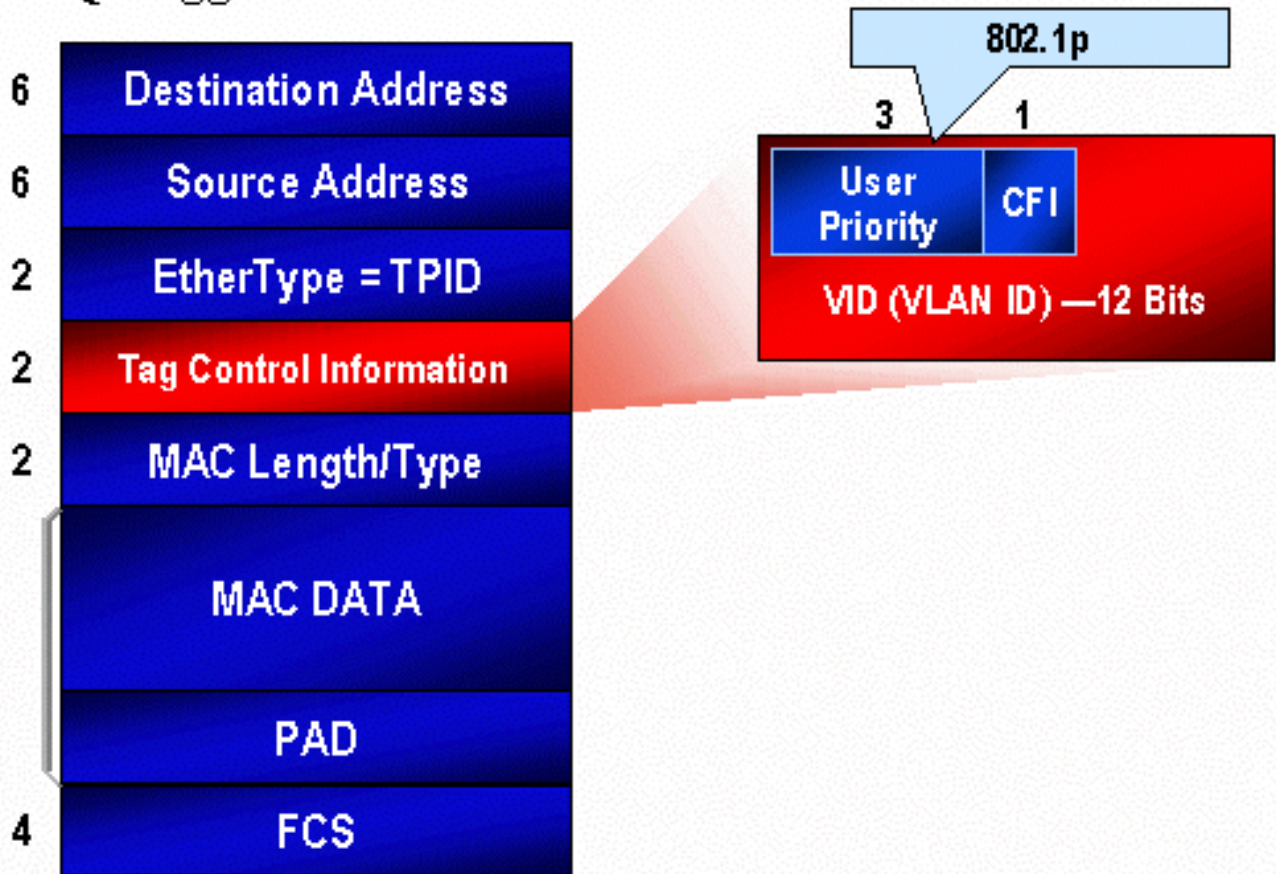 802.1p
6 Destination Address
6 Source Address
2 EtherType = TPID
2 Tag Control Information
2 MAC Length/Type
MAC DATA
PAD
4 FCS
3 1
User
Priority
CFI
VID (VLAN ID) —12 Bits